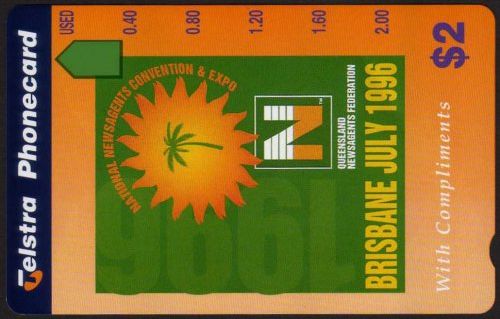 Telstra Phonecard
USED
0.40
0.80
1.20
1.60
2.00
$2
NATIONAL NEWSAGENTS CONVENTION & EXPO
N
TM
QUEENSLAND
NEWSAGENTS FEDERATION
BRISBANE JULY 1996
1996
With Compliments